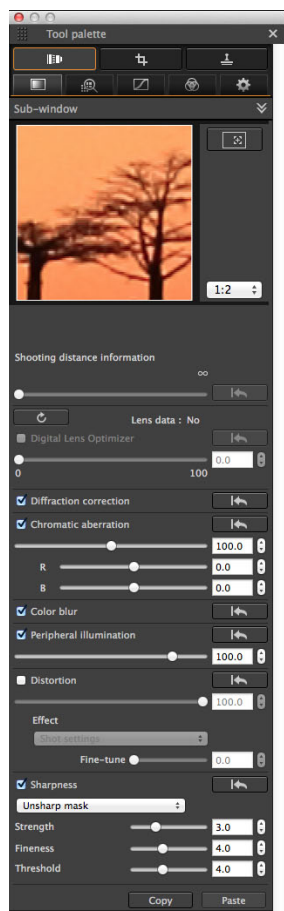 Tool palette
Sub-window
1:2
Shooting distance information
∞
Lens data : No
Digital Lens Optimizer
0.0
0 100
Diffraction correction
Chromatic aberration
100.0
R 0.0
B 0.0
Color blur
Peripheral illumination
100.0
Distortion
100.0
Effect
Shot settings
Fine-tune 0.0
Sharpness
Unsharp mask
Strength 3.0
Fineness 4.0
Threshold 4.0
Copy Paste